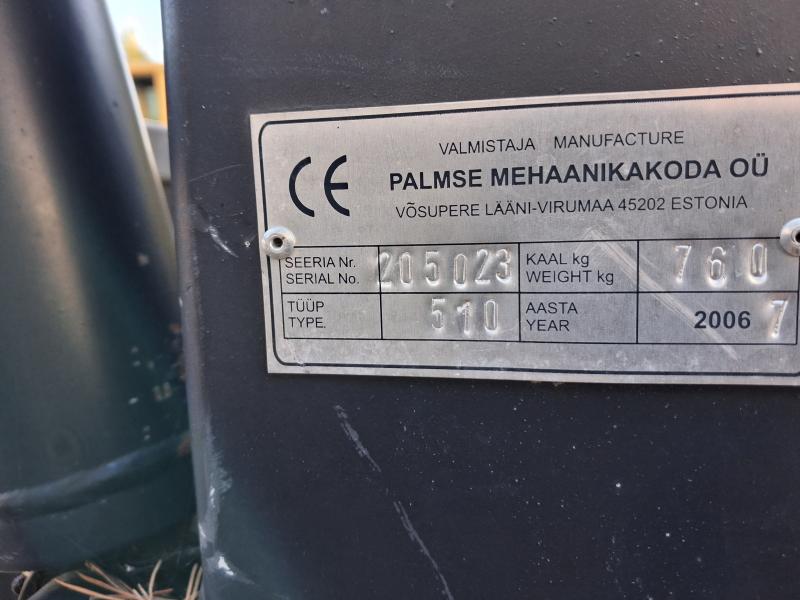 VALMISTAJA MANUFACTURE
CE
PALMSE MEHAANIKAKODA OÜ
VÕSUPERE LÄÄNI-VIRUMAA 45202 ESTONIA
SEERIA Nr. 205023 KAAL kg 760
SERIAL No. WEIGHT kg
TÜÜP 510 AASTA 2006 7
TYPE. YEAR